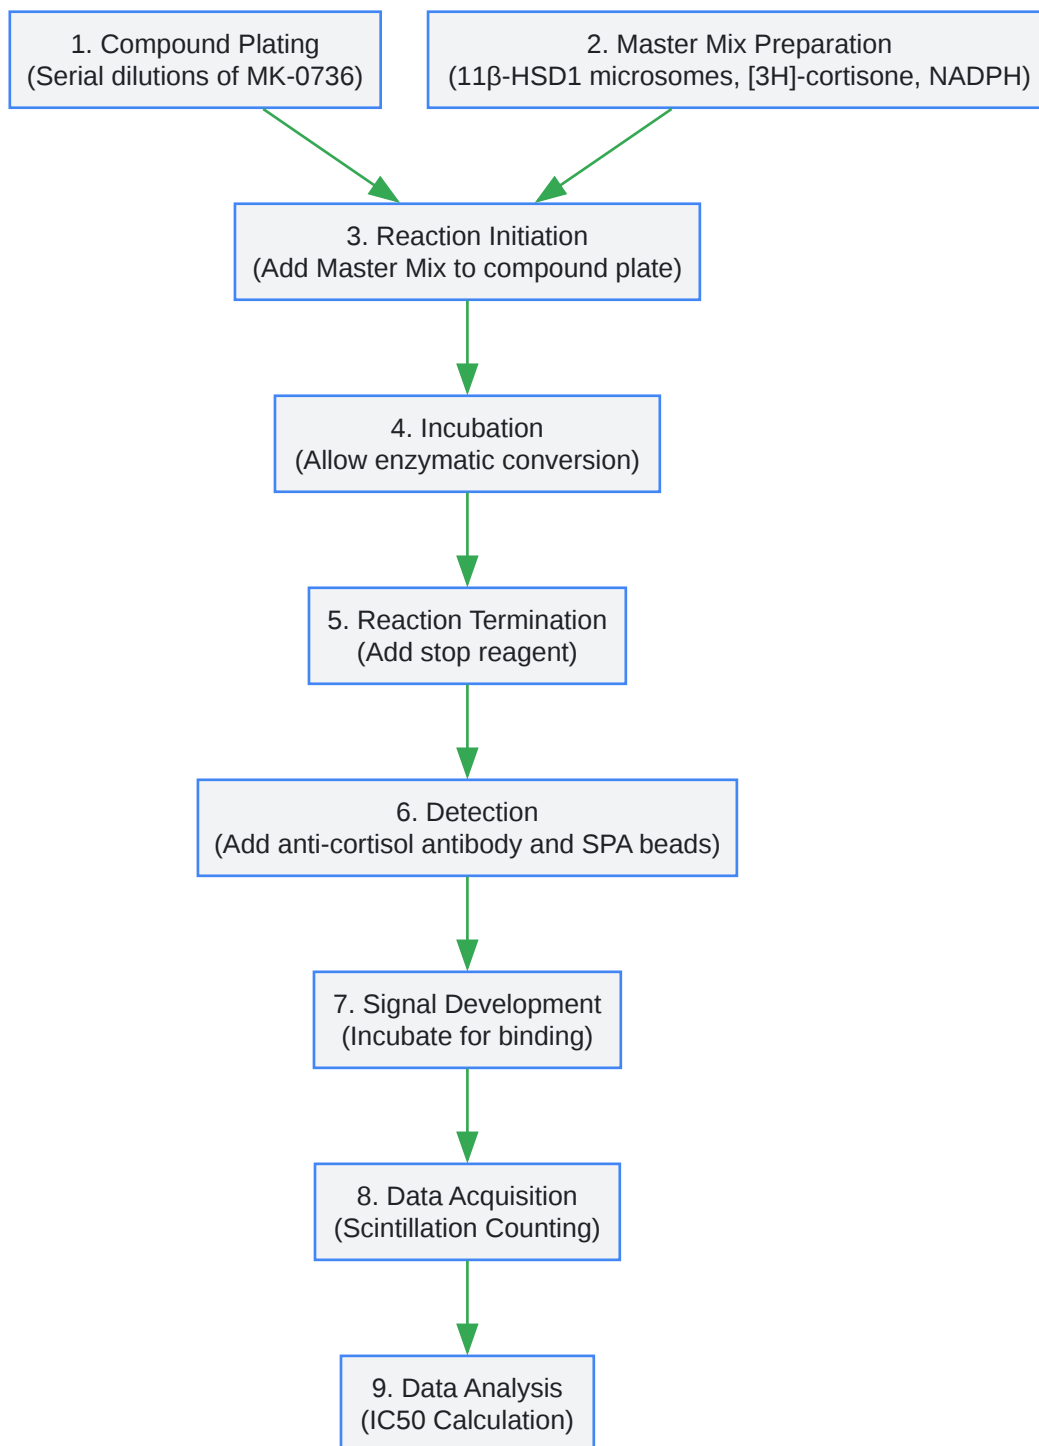 1. Compound Plating
(Serial dilutions of MK-0736)
2. Master Mix Preparation
(11β-HSD1 microsomes, [3H]-cortisone, NADPH)
3. Reaction Initiation
(Add Master Mix to compound plate)
4. Incubation
(Allow enzymatic conversion)
5. Reaction Termination
(Add stop reagent)
6. Detection
(Add anti-cortisol antibody and SPA beads)
7. Signal Development
(Incubate for binding)
8. Data Acquisition
(Scintillation Counting)
9. Data Analysis
(IC50 Calculation)